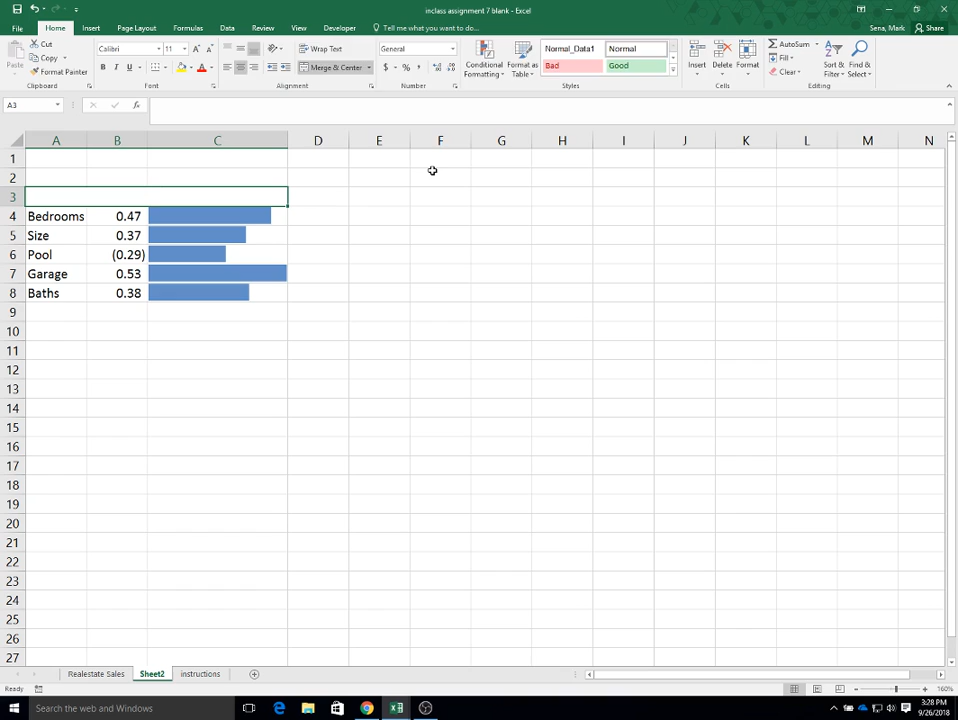 inclass assignment 7 blank - Excel
File Home Insert Page Layout Formulas Data Review View Developer Tell me what you want to do... Sena, Mark Share
Paste Cut Copy Format Painter Clipboard
Calibri 11 A A B I U A Font
Wrap Text Merge & Center Alignment
General $ % , Number
Conditional Formatting Format as Table Normal_Data1 Normal Bad Good Styles
Insert Delete Format Cells
AutoSum Fill Clear Sort & Filter Find & Select Editing
A3 fx
A B C D E F G H I J K L M N
1
2
3
4 Bedrooms 0.47
5 Size 0.37
6 Pool (0.29)
7 Garage 0.53
8 Baths 0.38
9
10
11
12
13
14
15
16
17
18
19
20
21
22
23
24
25
26
27
Realestate Sales Sheet2 instructions
Ready 160%
Search the web and Windows 3:28 PM
9/26/2018